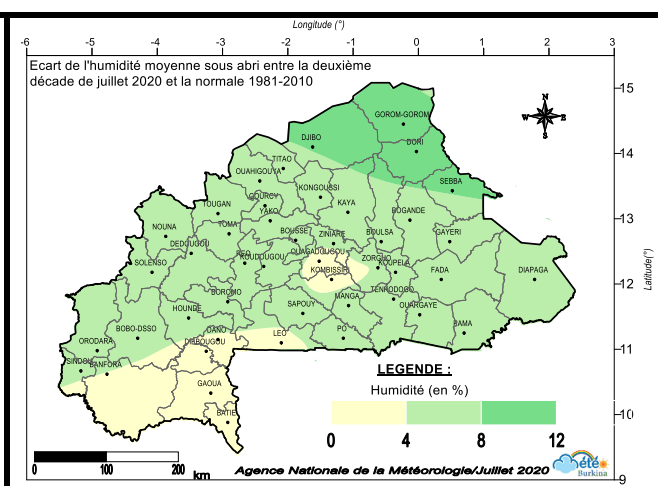 Longitude (°)
-6 -5 -4 -3 -2 -1 0 1 2 3
Ecart de l'humidité moyenne sous abri entre la deuxième
décade de juillet 2020 et la normale 1981-2010
15
GOROM-GOROM
N
W E
S
DJIBO
DORI
14
TITAO
OUAHIGOUYA
SEBBA
KONGOUSSI
GOURCY
TOUGAN
KAYA
YAKO
BOGANDE
13
NOUNA
TOMA
BOUSSE
ZINIARE
BOULSA
GAYERI
DEDOUGOU
OUAGADOUGOU
Latitude(°)
SOLENSO
KOUDOUGOU
ZORGHO
KOUPELA
KOMBISSIRI
FADA
DIAPAGA
12
TENKODOGO
BOROMO
MANGA
HOUNDE
SAPOUY
OUARGAYE
BOBO-DSSO
DANO
LEO
PO
PAMA
ORODARA
DIEBOUGOU
11
SINDOU
BANFORA
LEGENDE :
GAOUA
Humidité (en %)
BATIE
10
0 4 8 12
0 100 200
km
Agence Nationale de la Météorologie/Juillet 2020
météo
Burkina
9